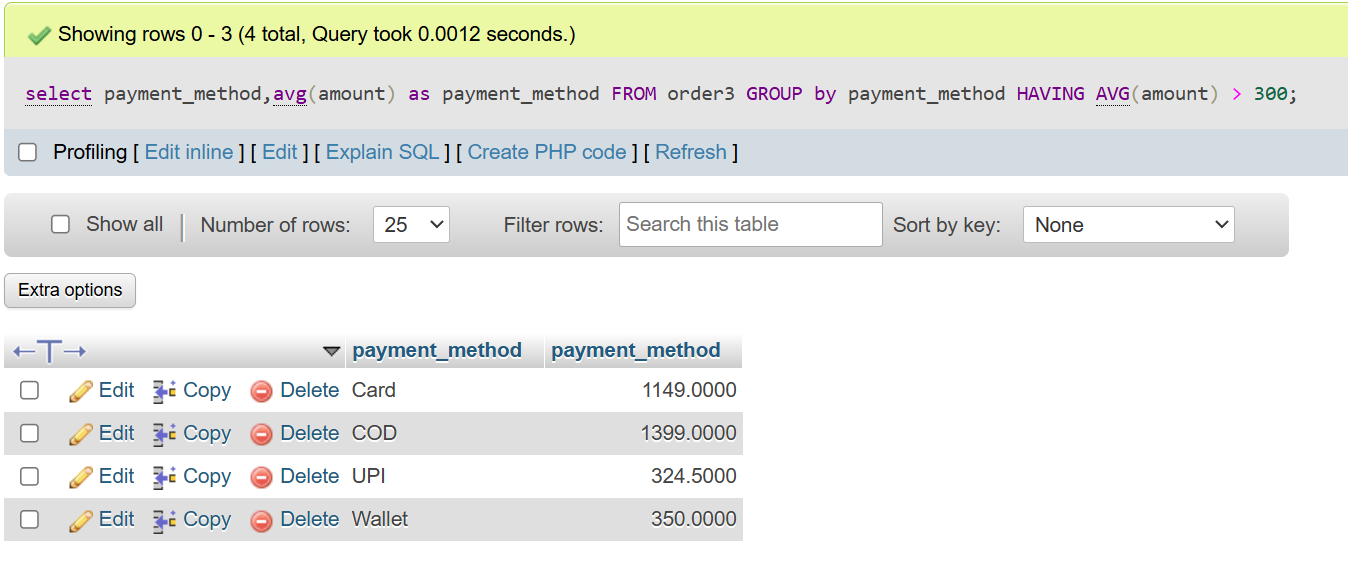 Showing rows 0 - 3 (4 total, Query took 0.0012 seconds.)
select payment_method,avg(amount) as payment_method FROM order3 GROUP by payment_method HAVING AVG(amount) > 300;
Profiling [ Edit inline ] [ Edit ] [ Explain SQL ] [ Create PHP code ] [ Refresh ]
Show all Number of rows: 25 Filter rows: Search this table Sort by key: None
Extra options
payment_method payment_method
Edit Copy Delete Card 1149.0000
Edit Copy Delete COD 1399.0000
Edit Copy Delete UPI 324.5000
Edit Copy Delete Wallet 350.0000